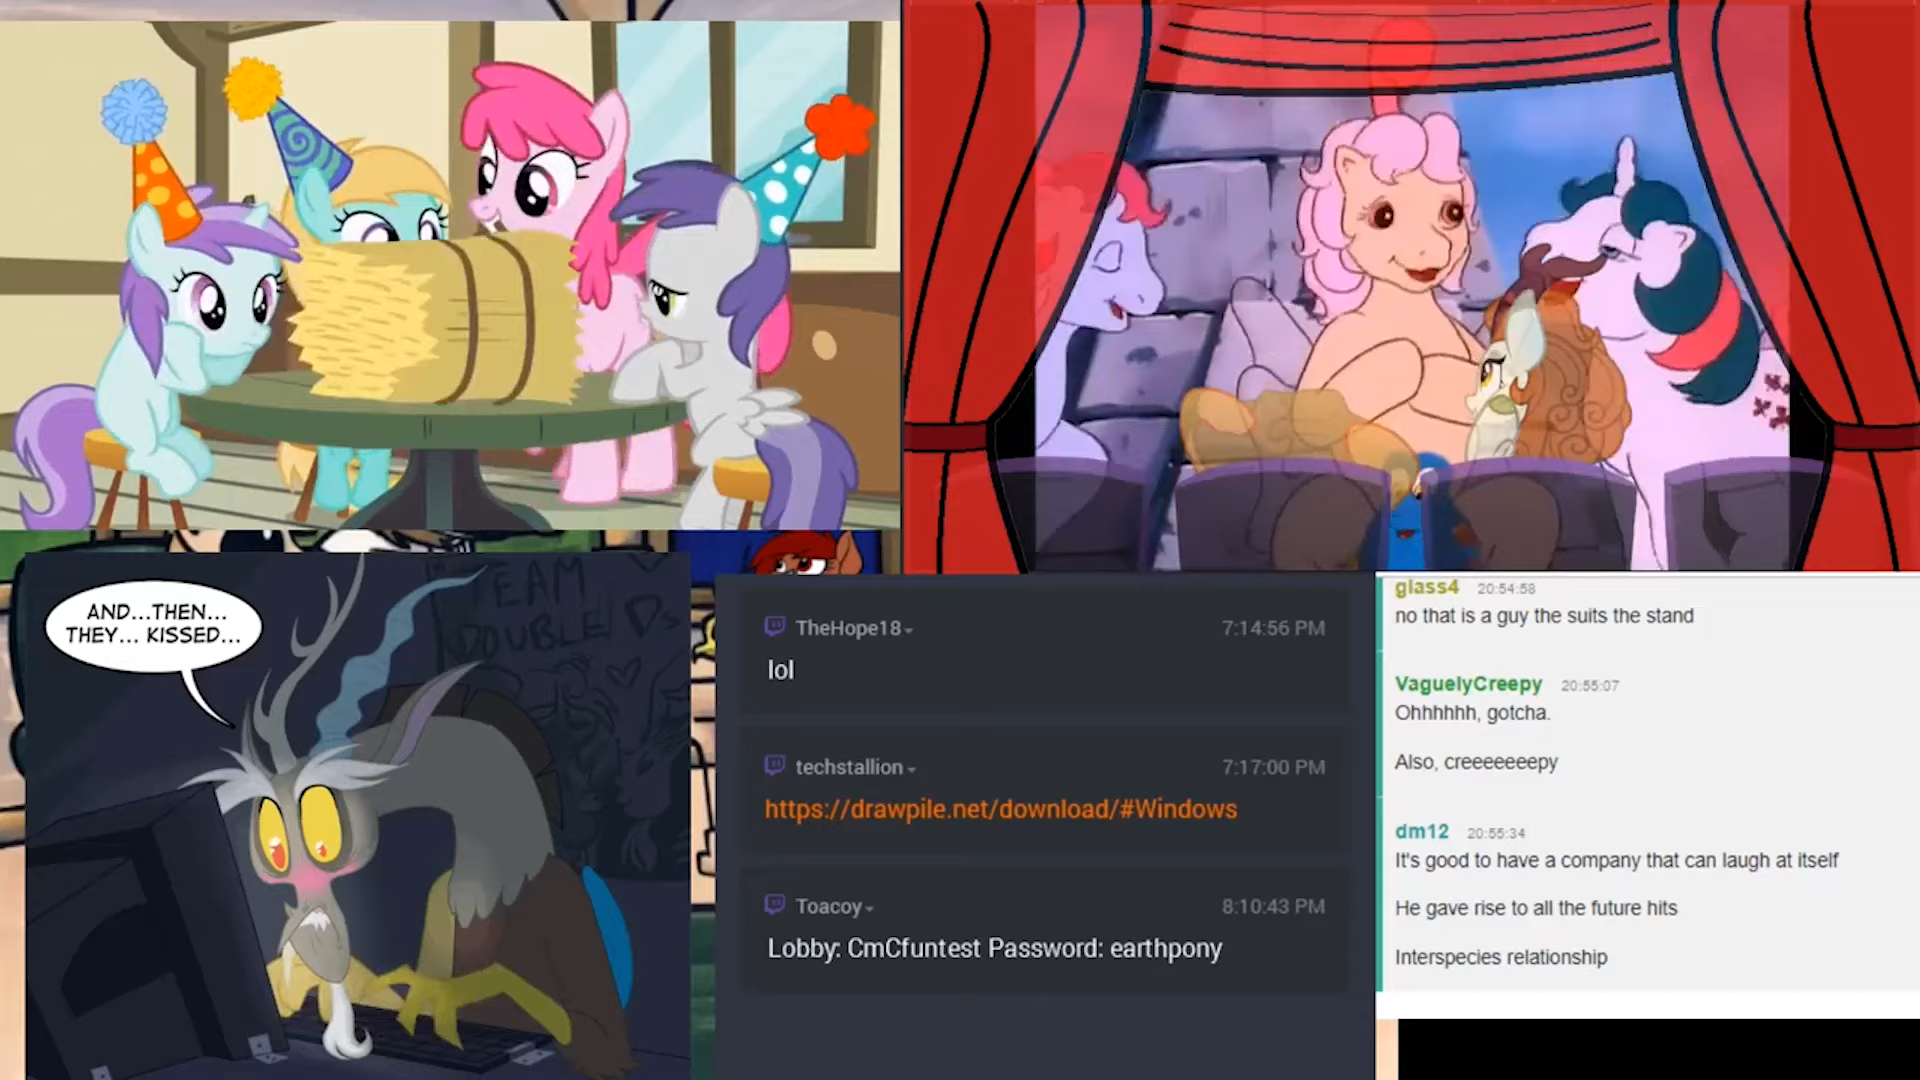 AND...THEN...
THEY... KISSED...
TEAM
DOUBLE Ds
TheHope18
7:14:56 PM
lol
techstallion
7:17:00 PM
https://drawpile.net/download/#Windows
Toacoy
8:10:43 PM
Lobby: CmCfuntest Password: earthpony
glass4 20:54:58
no that is a guy the suits the stand
VaguelyCreepy 20:55:07
Ohhhhhh, gotcha.
Also, creeeeeeepy
dm12 20:55:34
It's good to have a company that can laugh at itself
He gave rise to all the future hits
Interspecies relationship